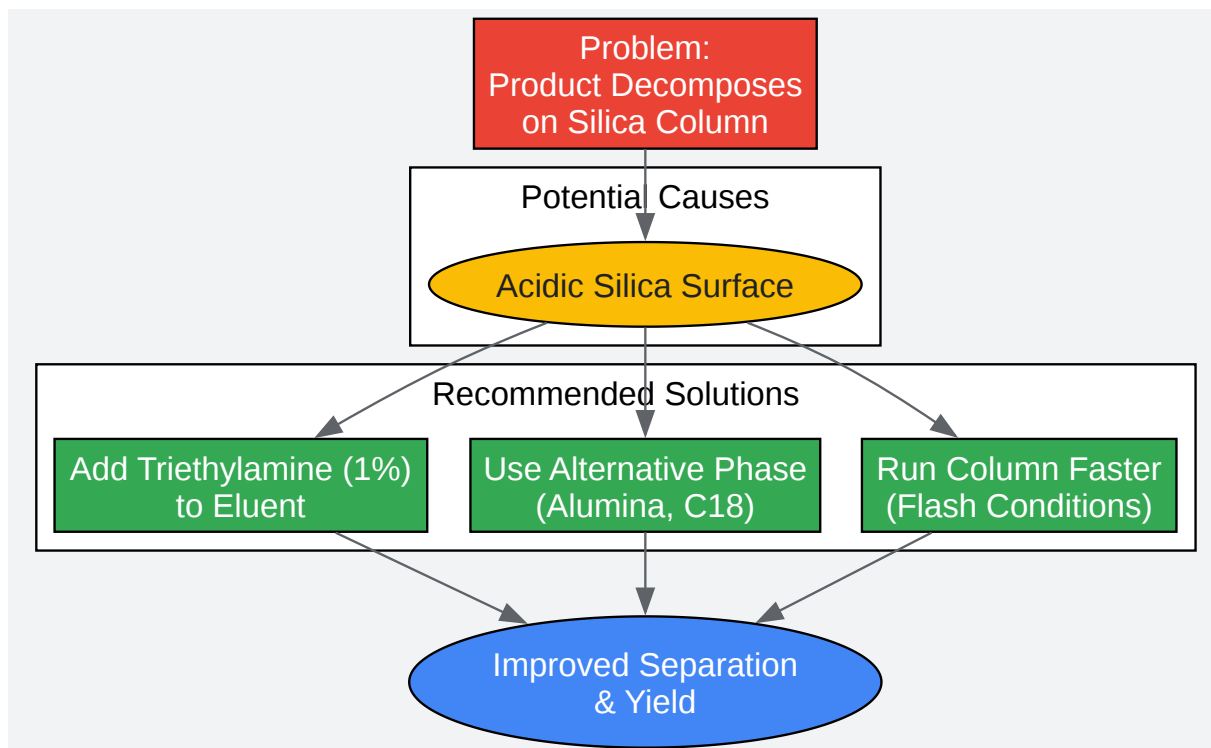 Problem:
Product Decomposes
on Silica Column
Potential Causes
Acidic Silica Surface
Recommended Solutions
Add Triethylamine (1%)
to Eluent
Use Alternative Phase
(Alumina, C18)
Run Column Faster
(Flash Conditions)
Improved Separation
& Yield